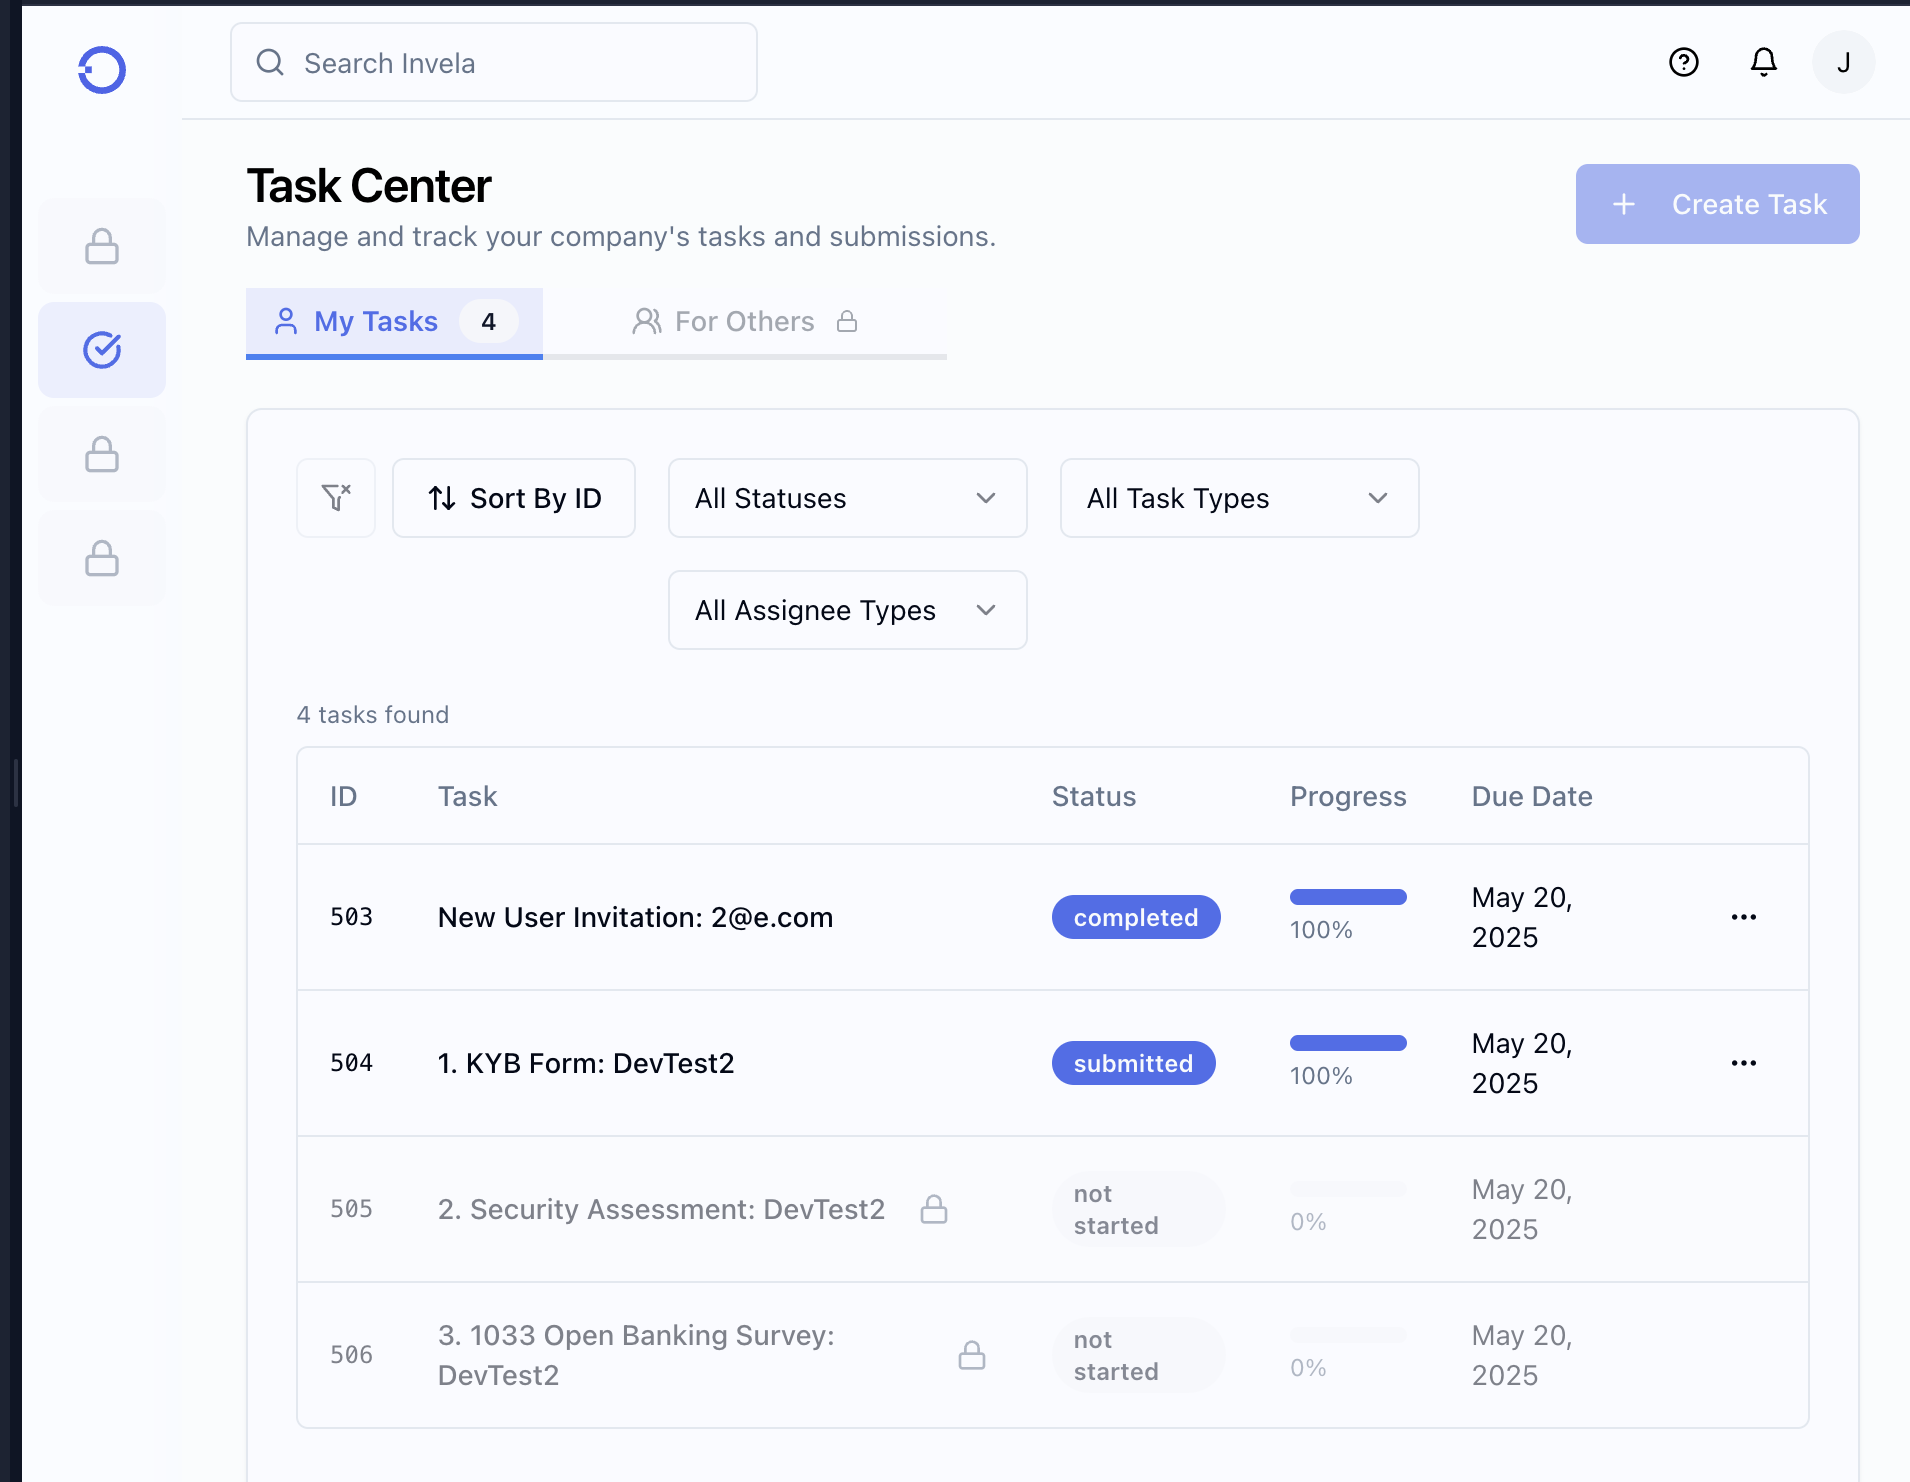 Search Invela
J
Task Center
Manage and track your company's tasks and submissions.
Create Task
My Tasks 4
For Others
Sort By ID
All Statuses
All Task Types
All Assignee Types
4 tasks found
ID Task Status Progress Due Date
503 New User Invitation: 2@e.com completed 100% May 20,
2025
504 1. KYB Form: DevTest2 submitted 100% May 20,
2025
505 2. Security Assessment: DevTest2 not
started 0% May 20,
2025
506 3. 1033 Open Banking Survey:
DevTest2 not
started 0% May 20,
2025